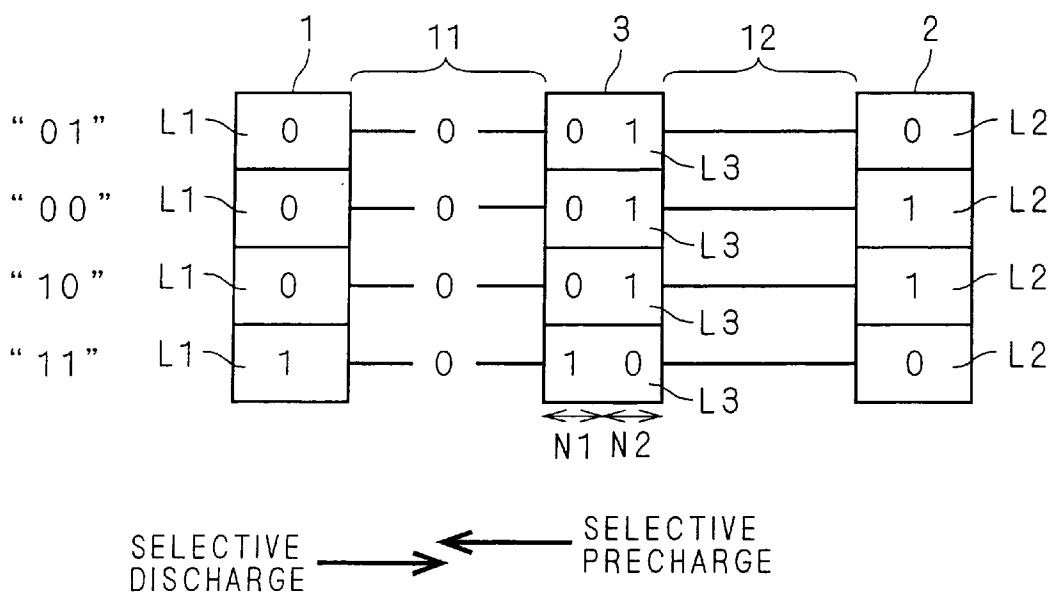 1 11 3 12 2
“01” L1 0 0 0 1 0 L2
L3
“00” L1 0 0 0 1 1 L2
L3
“10” L1 0 0 0 1 1 L2
L3
“11” L1 1 0 1 0 0 L2
L3
N1 N2
SELECTIVE
DISCHARGE
SELECTIVE
PRECHARGE